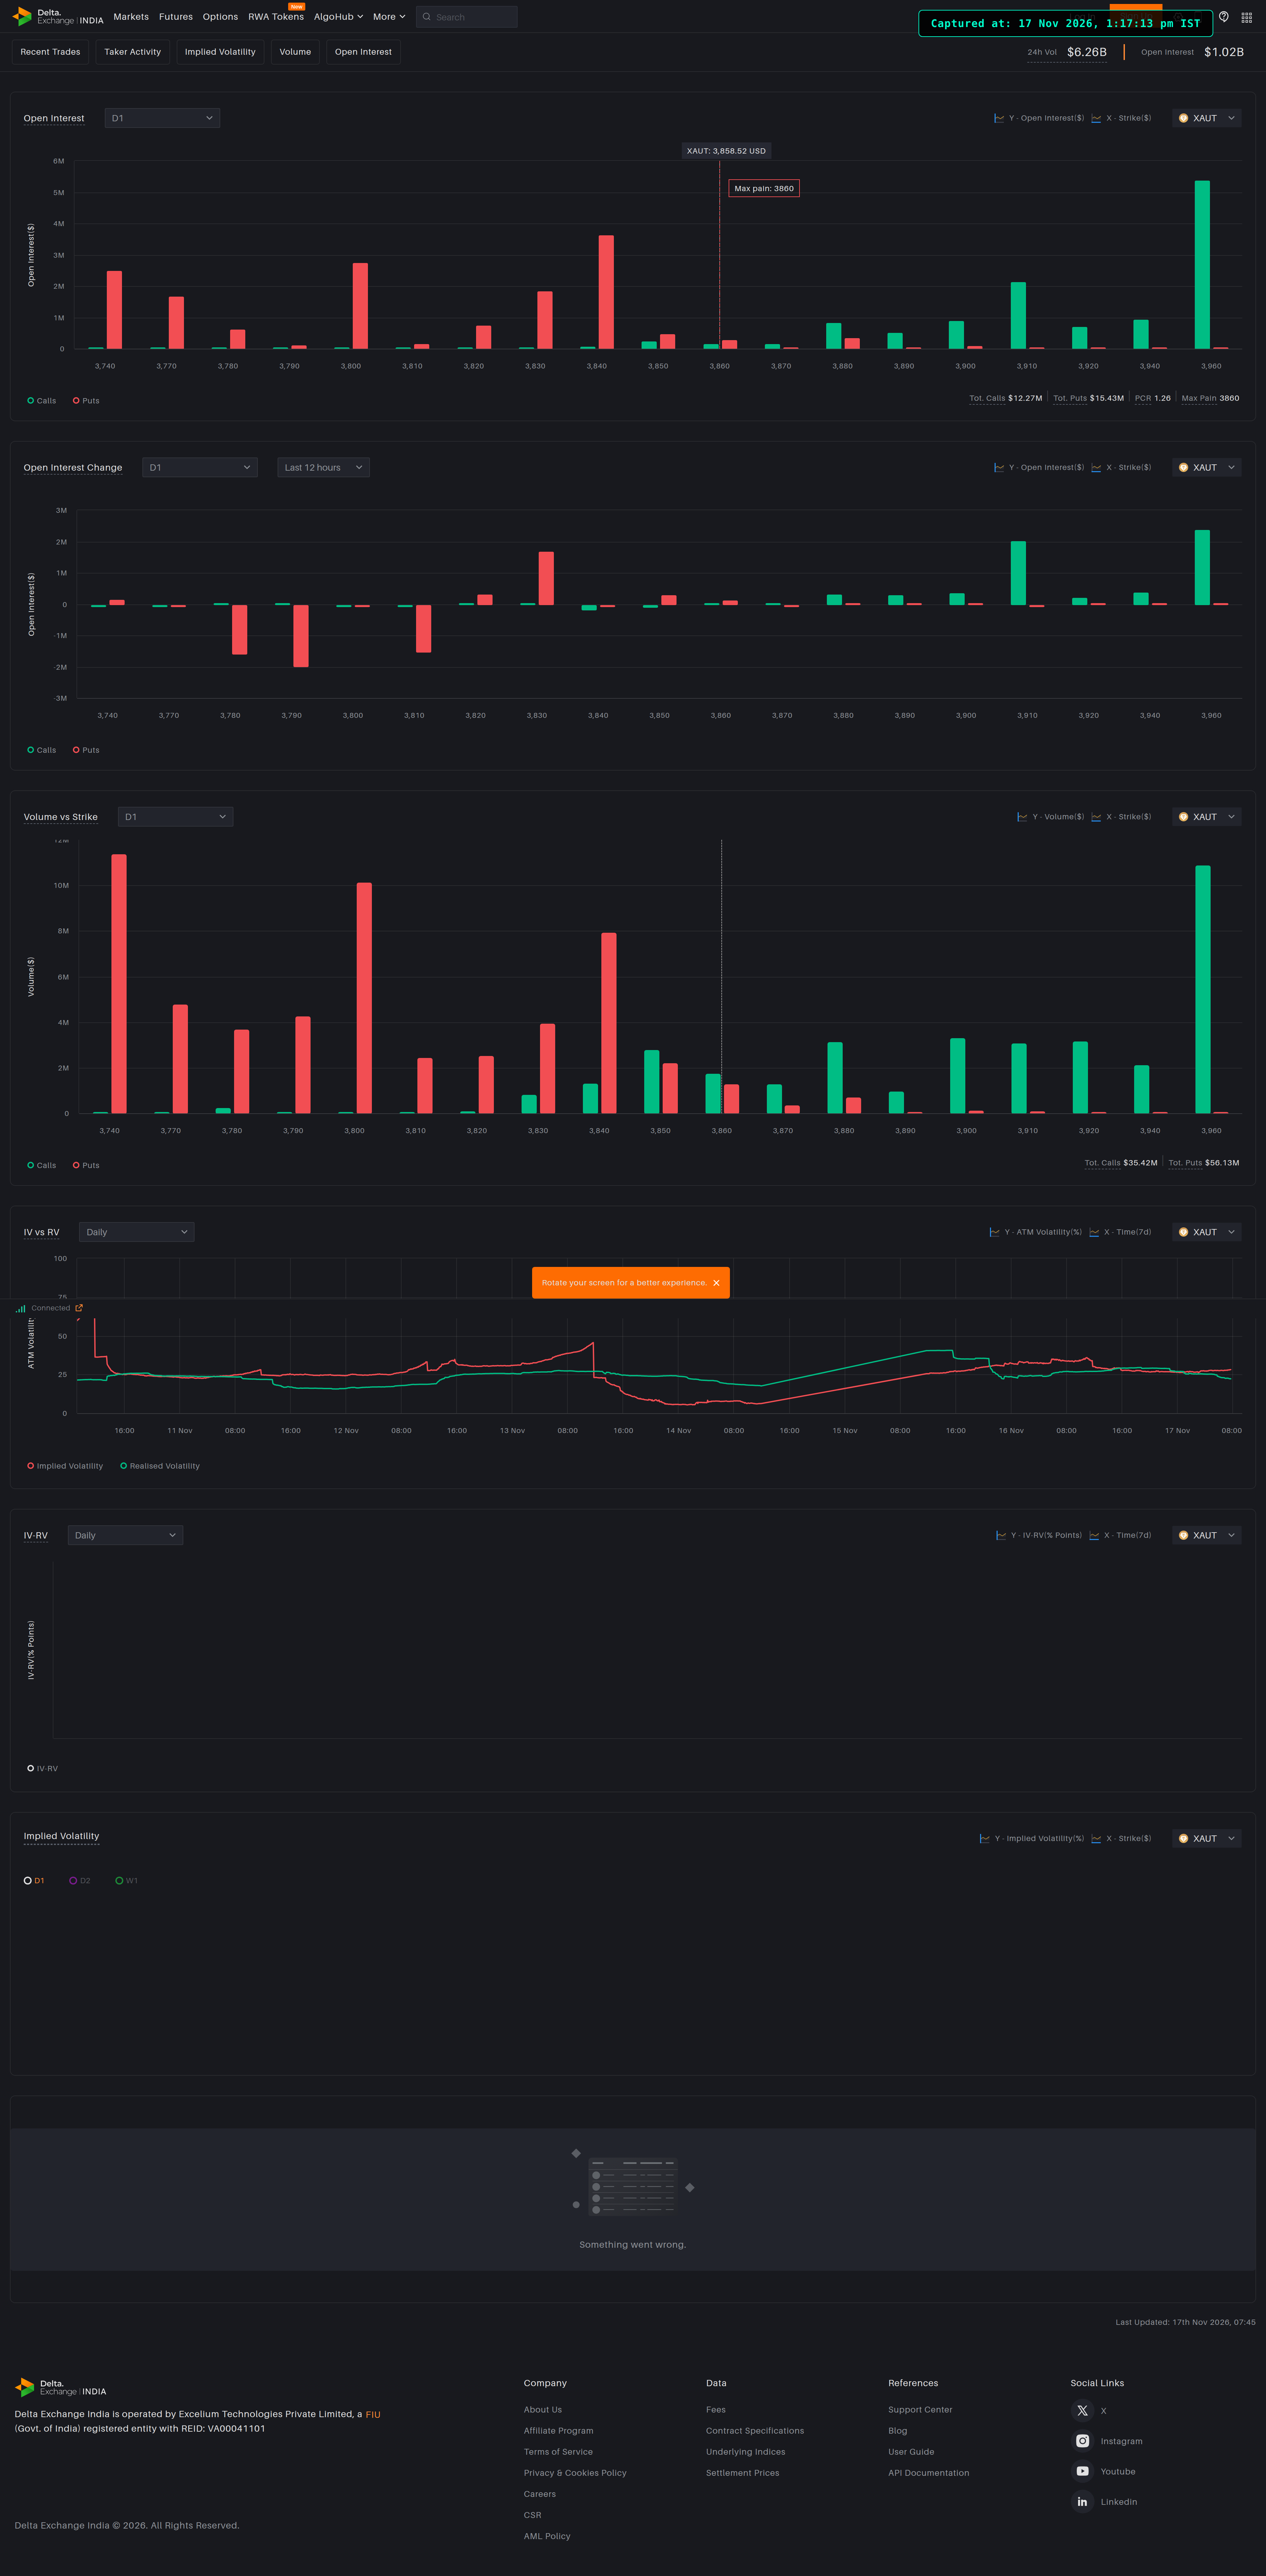 Delta.
Exchange | INDIA
Markets Futures Options RWA Tokens New AlgoHub More Search
Captured at: 17 Nov 2026, 1:17:13 pm IST
Recent Trades Taker Activity Implied Volatility Volume Open Interest
24h Vol $6.26B Open Interest $1.02B
Open Interest D1 Y - Open Interest($) X - Strike($) XAUT
XAUT: 3,858.52 USD
Max pain: 3860
Open Interest($)
6M
5M
4M
3M
2M
1M
0
3,740 3,770 3,780 3,790 3,800 3,810 3,820 3,830 3,840 3,850 3,860 3,870 3,880 3,890 3,900 3,910 3,920 3,940 3,960
Calls Puts
Tot. Calls $12.27M Tot. Puts $15.43M PCR 1.26 Max Pain 3860
Open Interest Change D1 Last 12 hours Y - Open Interest($) X - Strike($) XAUT
Open Interest($)
3M
2M
1M
0
-1M
-2M
-3M
3,740 3,770 3,780 3,790 3,800 3,810 3,820 3,830 3,840 3,850 3,860 3,870 3,880 3,890 3,900 3,910 3,920 3,940 3,960
Calls Puts
Volume vs Strike D1 Y - Volume($) X - Strike($) XAUT
Volume($)
12M
10M
8M
6M
4M
2M
0
3,740 3,770 3,780 3,790 3,800 3,810 3,820 3,830 3,840 3,850 3,860 3,870 3,880 3,890 3,900 3,910 3,920 3,940 3,960
Calls Puts
Tot. Calls $35.42M Tot. Puts $56.13M
IV vs RV Daily Y - ATM Volatility(%) X - Time(7d) XAUT
100
Rotate your screen for a better experience.
75
Connected
ATM Volatilit
50
25
0
16:00 11 Nov 08:00 16:00 12 Nov 08:00 16:00 13 Nov 08:00 16:00 14 Nov 08:00 16:00 15 Nov 08:00 16:00 16 Nov 08:00 16:00 17 Nov 08:00
Implied Volatility Realised Volatility
IV-RV Daily Y - IV-RV(% Points) X - Time(7d) XAUT
IV-RV(% Points)
IV-RV
Implied Volatility Y - Implied Volatility(%) X - Strike($) XAUT
D1 D2 W1
Something went wrong.
Last Updated: 17th Nov 2026, 07:45
Delta.
Exchange | INDIA
Delta Exchange India is operated by Excelium Technologies Private Limited, a FIU
(Govt. of India) registered entity with REID: VA00041101
Delta Exchange India © 2026. All Rights Reserved.
Company
About Us
Affiliate Program
Terms of Service
Privacy & Cookies Policy
Careers
CSR
AML Policy
Data
Fees
Contract Specifications
Underlying Indices
Settlement Prices
References
Support Center
Blog
User Guide
API Documentation
Social Links
X
Instagram
Youtube
Linkedin